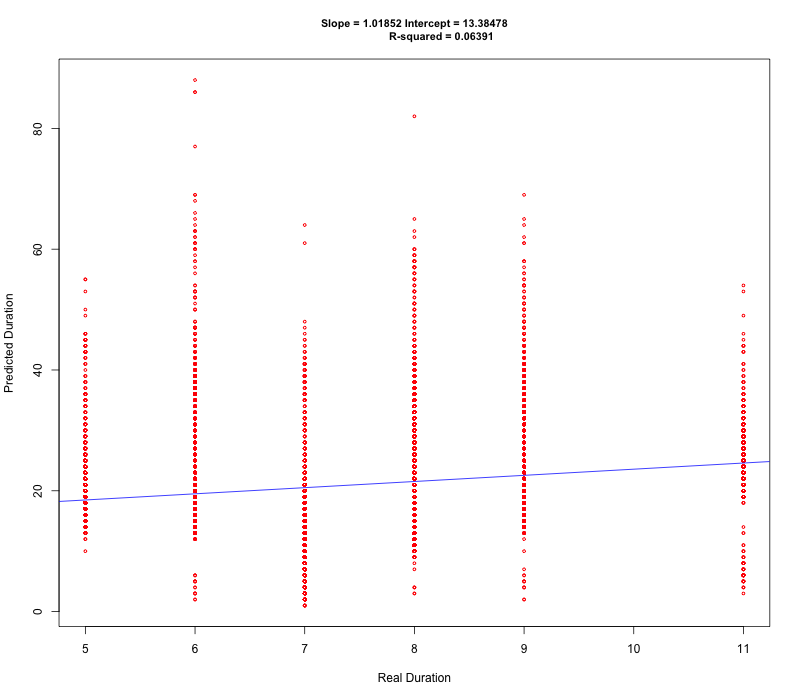 Slope = 1.01852 Intercept = 13.38478
R-squared = 0.06391
80
60
40
20
0
Predicted Duration
5 6 7 8 9 10 11
Real Duration